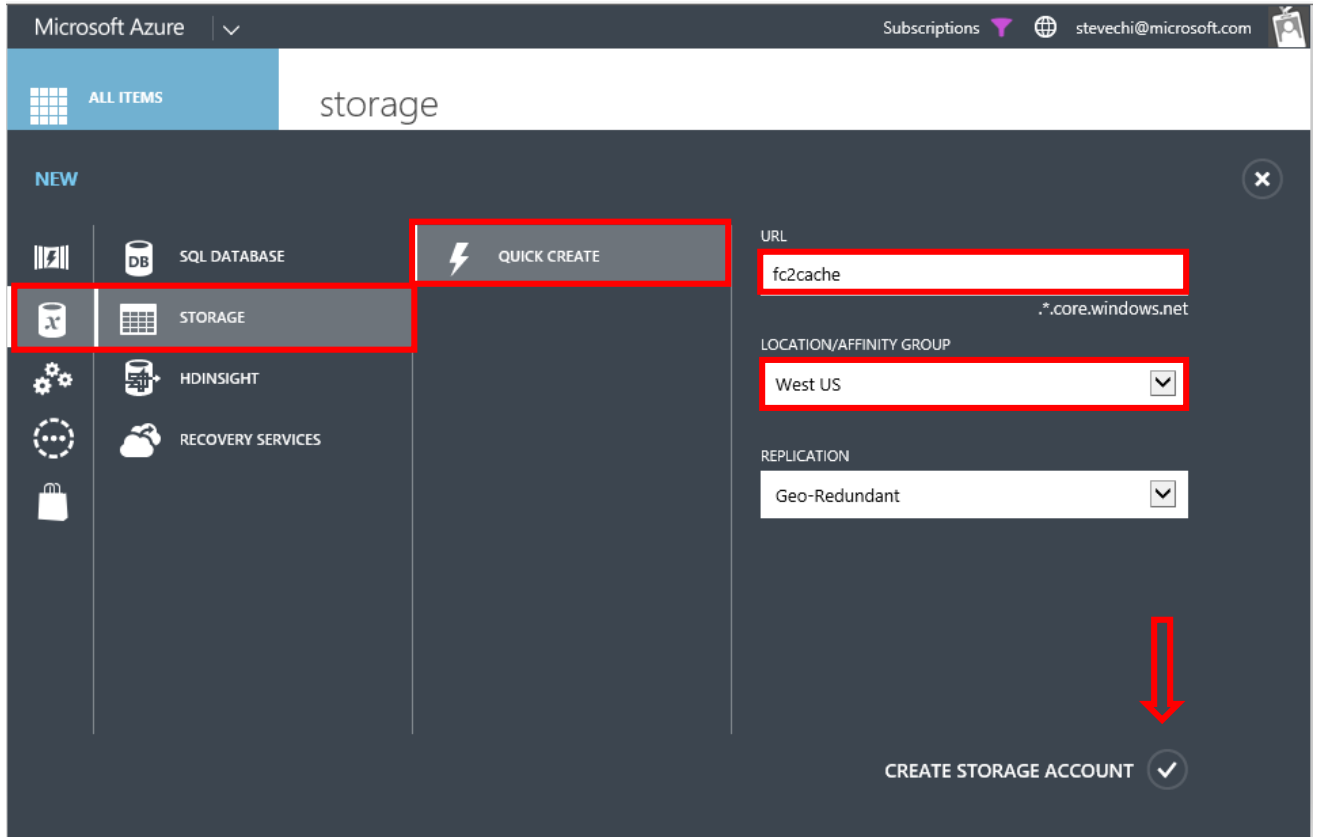 Microsoft Azure
Subscriptions
stevechi@microsoft.com
ALL ITEMS
storage
NEW
DB
SQL DATABASE
x
STORAGE
HDINSIGHT
RECOVERY SERVICES
QUICK CREATE
URL
fc2cache
.*.core.windows.net
LOCATION/AFFINITY GROUP
West US
REPLICATION
Geo-Redundant
CREATE STORAGE ACCOUNT